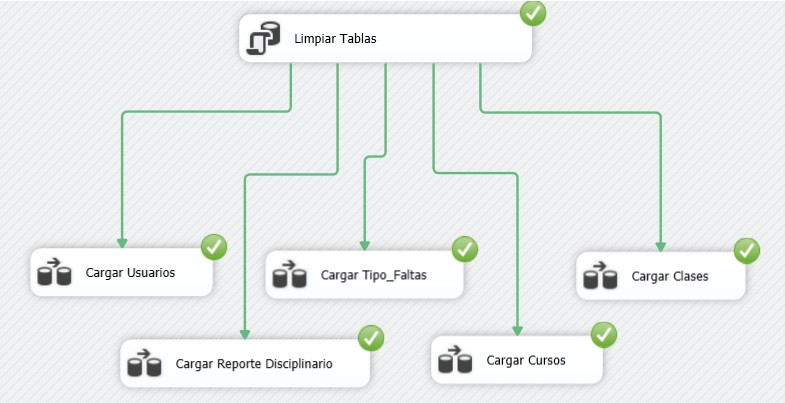 Limpiar Tablas
Cargar Usuarios
Cargar Tipo_Faltas
Cargar Clases
Cargar Reporte Disciplinario
Cargar Cursos